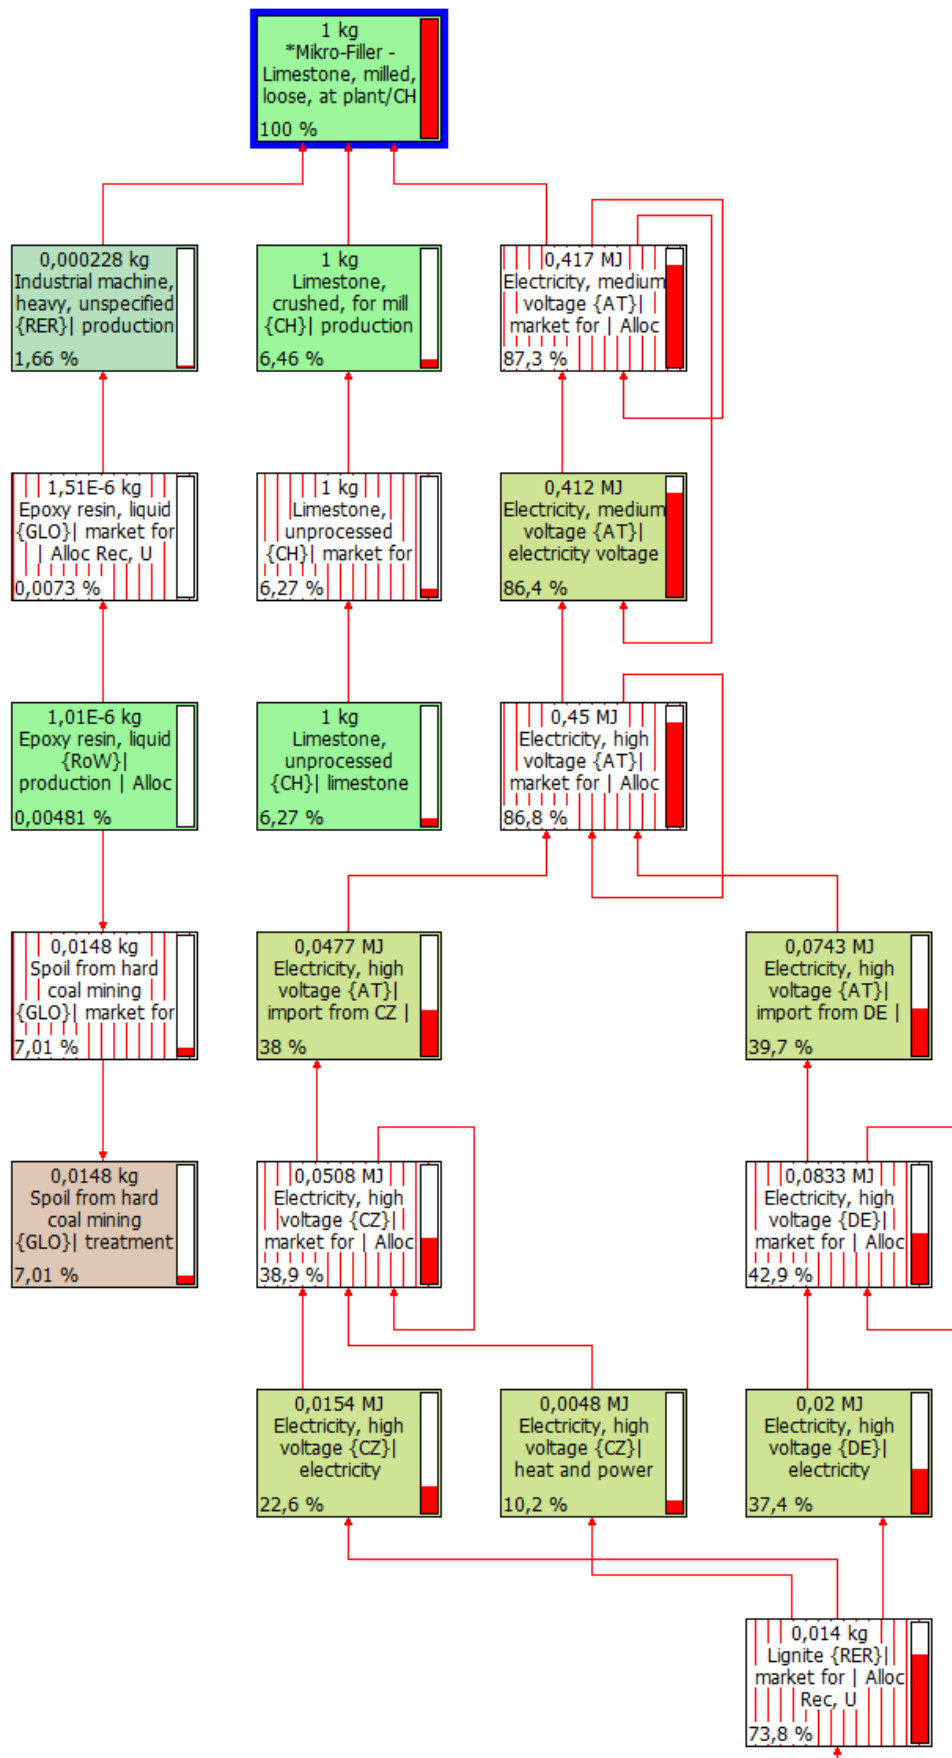 1 kg
*Mikro-Filler -
Limestone, milled,
loose, at plant/CH
100 %
0,000228 kg
Industrial machine,
heavy, unspecified
{RER}| production
1,66 %
1 kg
Limestone,
crushed, for mill
{CH}| production
6,46 %
0,417 MJ
Electricity, medium
voltage {AT}|
market for | Alloc
87,3 %
1,51E-6 kg
Epoxy resin, liquid
{GLO}| market for
| Alloc Rec, U
0,0073 %
1 kg
Limestone,
unprocessed
{CH}| market for
6,27 %
0,412 MJ
Electricity, medium
voltage {AT}|
electricity voltage
86,4 %
1,01E-6 kg
Epoxy resin, liquid
{RoW}|
production | Alloc
0,00481 %
1 kg
Limestone,
unprocessed
{CH}| limestone
6,27 %
0,45 MJ
Electricity, high
voltage {AT}|
market for | Alloc
86,8 %
0,0148 kg
Spoil from hard
coal mining
{GLO}| market for
7,01 %
0,0477 MJ
Electricity, high
voltage {AT}|
import from CZ |
38 %
0,0743 MJ
Electricity, high
voltage {AT}|
import from DE |
39,7 %
0,0148 kg
Spoil from hard
coal mining
{GLO}| treatment
7,01 %
0,0508 MJ
Electricity, high
voltage {CZ}|
market for | Alloc
38,9 %
0,0833 MJ
Electricity, high
voltage {DE}|
market for | Alloc
42,9 %
0,0154 MJ
Electricity, high
voltage {CZ}|
electricity
22,6 %
0,0048 MJ
Electricity, high
voltage {CZ}|
heat and power
10,2 %
0,02 MJ
Electricity, high
voltage {DE}|
electricity
37,4 %
0,014 kg
Lignite {RER}|
market for | Alloc
Rec, U
73,8 %